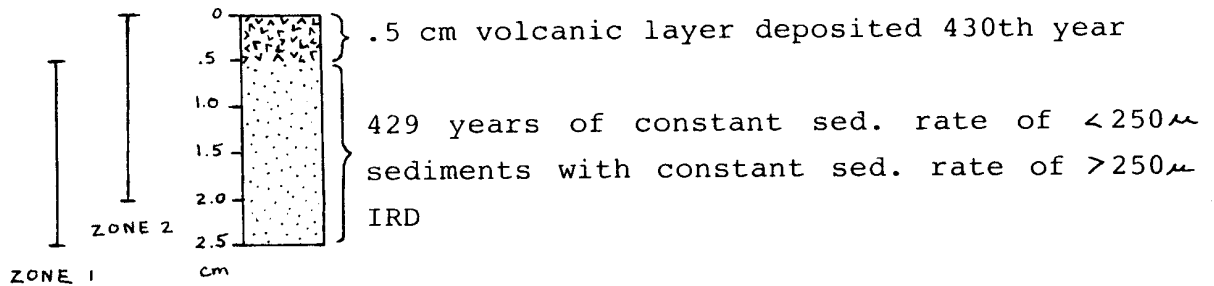 0
.5
1.0
1.5
2.0
2.5
cm
ZONE 2
ZONE 1
.5 cm volcanic layer deposited 430th year
429 years of constant sed. rate of <250μ
sediments with constant sed. rate of >250μ
IRD